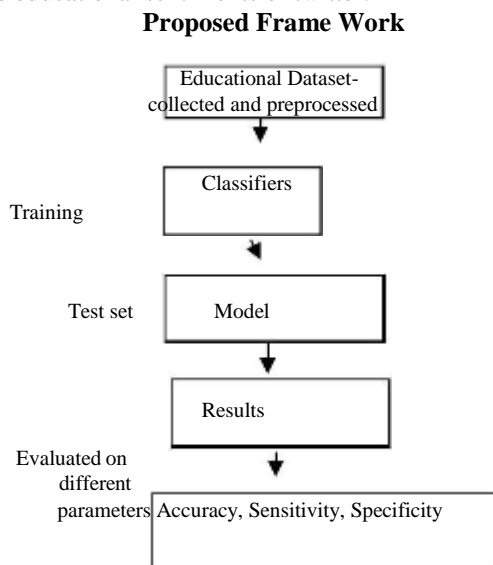 Proposed Frame Work
Educational Dataset-
collected and preprocessed
Classifiers
Training
Test set Model
Results
Evaluated on
different
parameters Accuracy, Sensitivity, Specificity